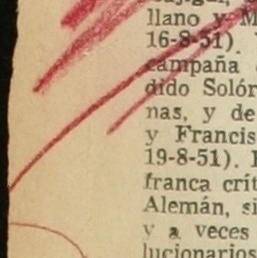 llano y M
16-8-51).
campaña
dido Solór
nas, y de
y Francis
19-8-51).
franca crít
Alemán, si
y a veces
lucionarios